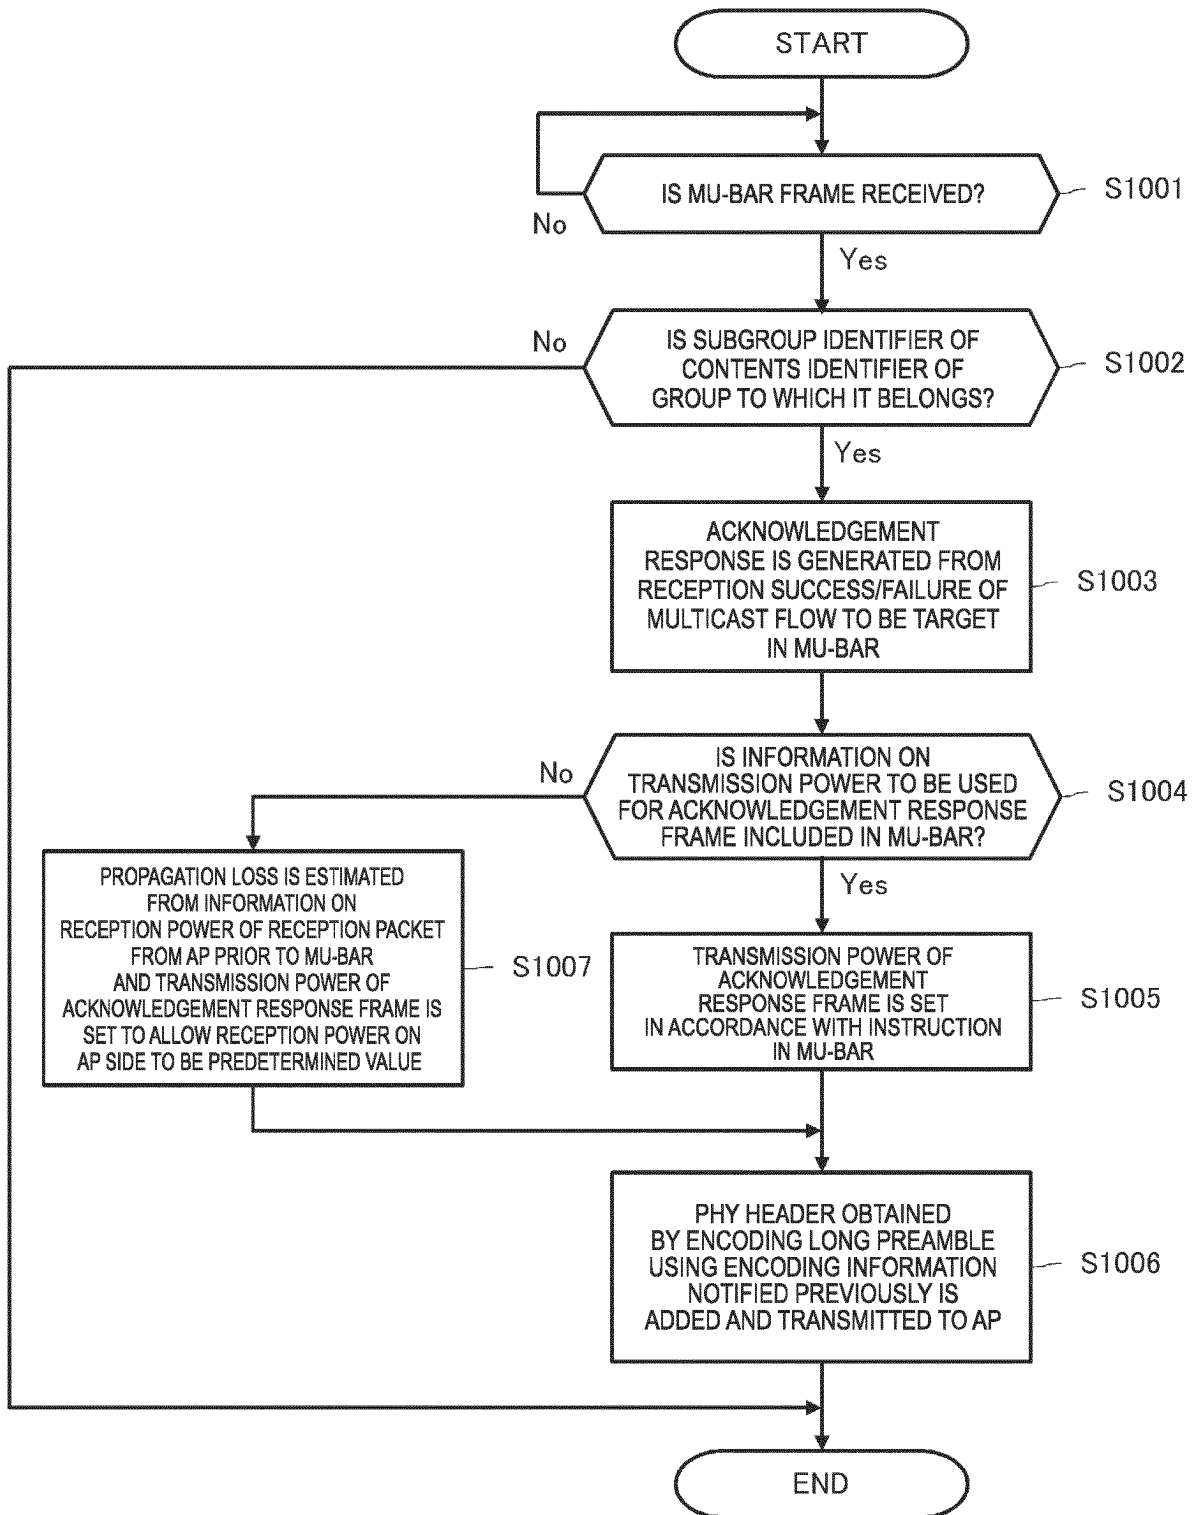 START
IS MU-BAR FRAME RECEIVED?
S1001
No
Yes
No
IS SUBGROUP IDENTIFIER OF
CONTENTS IDENTIFIER OF
GROUP TO WHICH IT BELONGS?
S1002
Yes
ACKNOWLEDGEMENT
RESPONSE IS GENERATED FROM
RECEPTION SUCCESS/FAILURE OF
MULTICAST FLOW TO BE TARGET
IN MU-BAR
S1003
No
IS INFORMATION ON
TRANSMISSION POWER TO BE USED
FOR ACKNOWLEDGEMENT RESPONSE
FRAME INCLUDED IN MU-BAR?
S1004
Yes
PROPAGATION LOSS IS ESTIMATED
FROM INFORMATION ON
RECEPTION POWER OF RECEPTION PACKET
FROM AP PRIOR TO MU-BAR
AND TRANSMISSION POWER OF
ACKNOWLEDGEMENT RESPONSE FRAME IS
SET TO ALLOW RECEPTION POWER ON
AP SIDE TO BE PREDETERMINED VALUE
S1007
TRANSMISSION POWER OF
ACKNOWLEDGEMENT
RESPONSE FRAME IS SET
IN ACCORDANCE WITH INSTRUCTION
IN MU-BAR
S1005
PHY HEADER OBTAINED
BY ENCODING LONG PREAMBLE
USING ENCODING INFORMATION
NOTIFIED PREVIOUSLY IS
ADDED AND TRANSMITTED TO AP
S1006
END